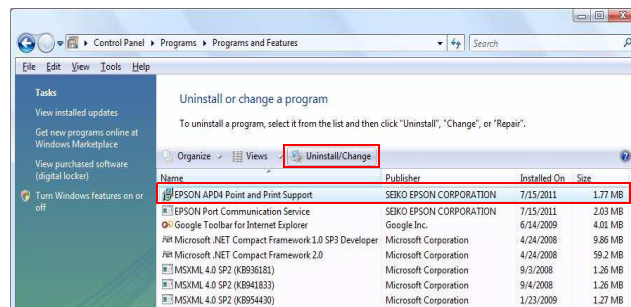 Control Panel ▸ Programs ▸ Programs and Features
Search
File Edit View Tools Help
Tasks
View installed updates
Get new programs online at
Windows Marketplace
View purchased software
(digital locker)
Turn Windows features on or
off
Uninstall or change a program
To uninstall a program, select it from the list and then click "Uninstall", "Change", or "Repair".
Organize Views Uninstall/Change
Name Publisher Installed On Size
EPSON APD4 Point and Print Support SEIKO EPSON CORPORATION 7/15/2011 1.77 MB
EPSON Port Communication Service SEIKO EPSON CORPORATION 7/15/2011 2.03 MB
Google Toolbar for Internet Explorer Google Inc. 6/14/2009 4.01 MB
Microsoft .NET Compact Framework 1.0 SP3 Developer Microsoft Corporation 4/24/2008 9.86 MB
Microsoft .NET Compact Framework 2.0 Microsoft Corporation 4/24/2008 59.2 MB
MSXML 4.0 SP2 (KB936181) Microsoft Corporation 9/3/2008 1.26 MB
MSXML 4.0 SP2 (KB941833) Microsoft Corporation 9/4/2008 1.26 MB
MSXML 4.0 SP2 (KB954430) Microsoft Corporation 1/23/2009 1.27 MB